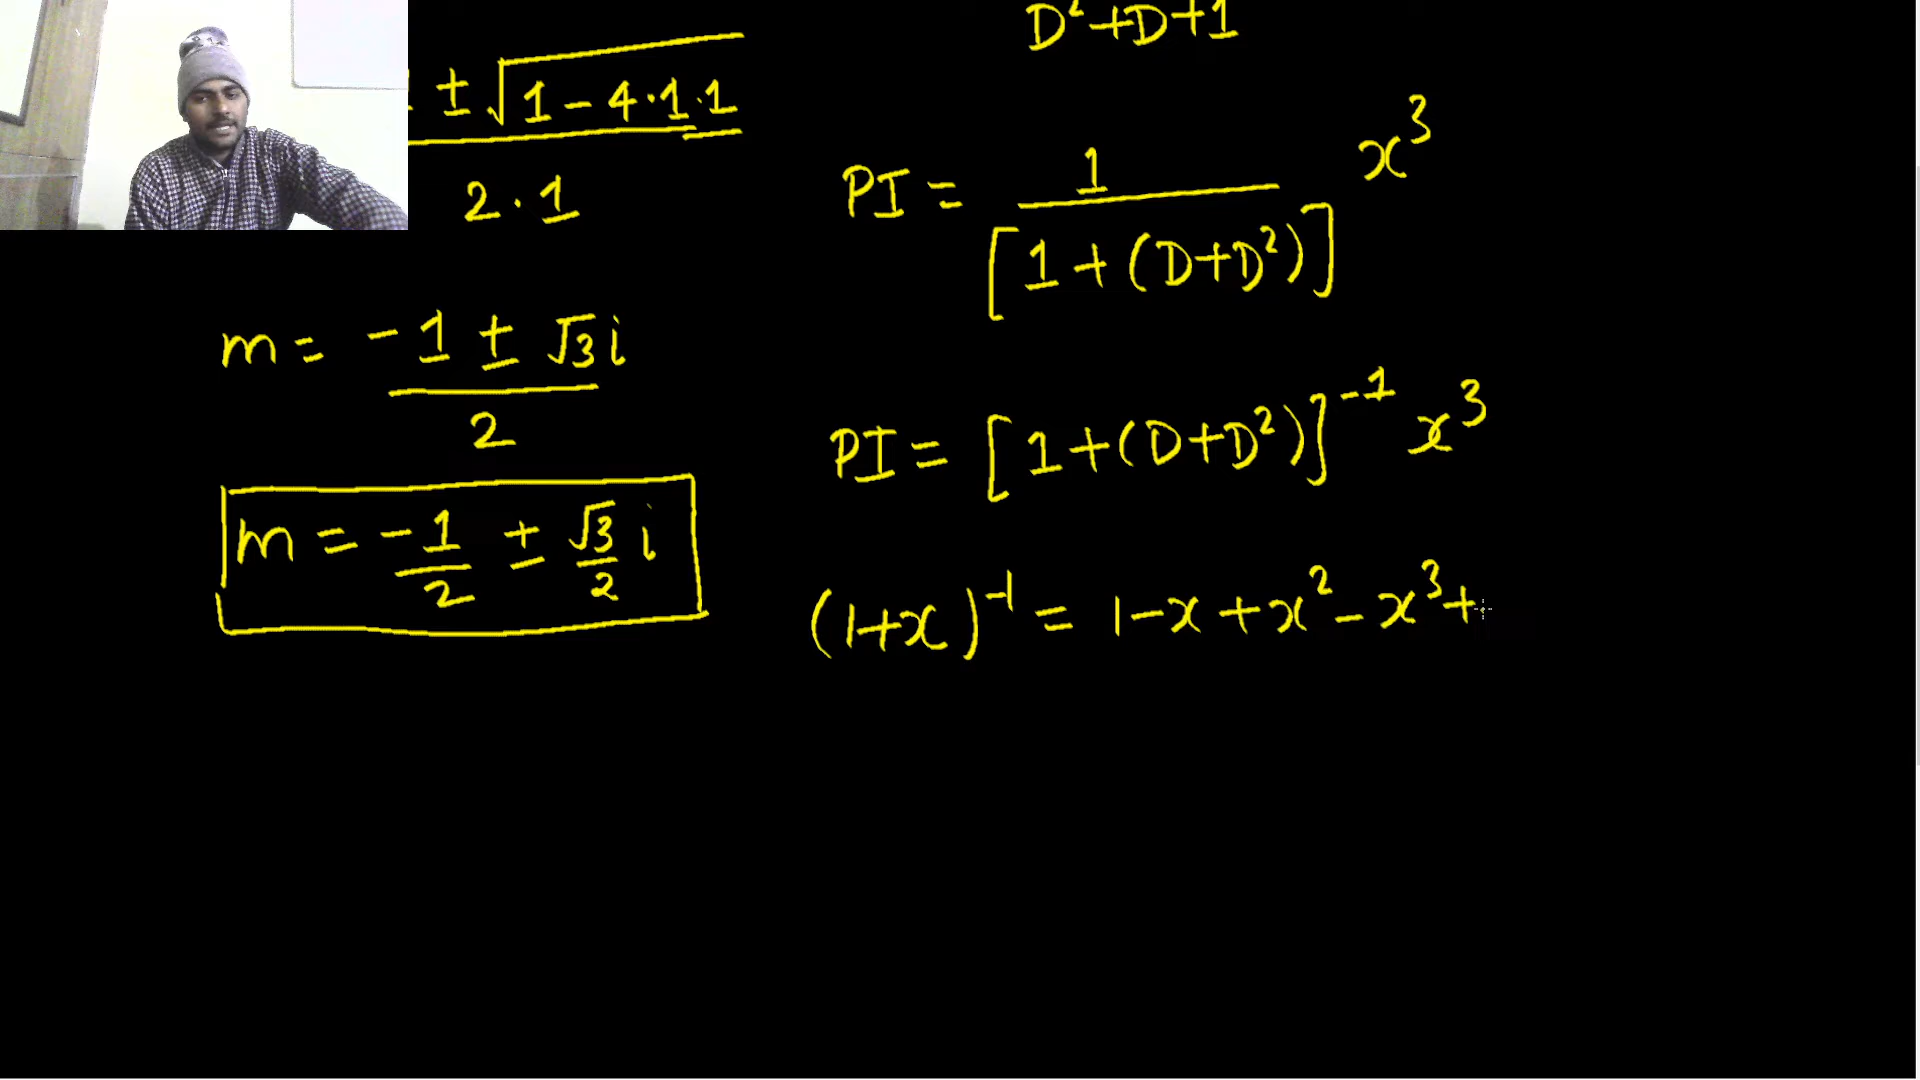 ± √1 - 4·1·1
2·1
m = -1 ± √3 i
2
m = -1/2 ± √3/2 i
D²+D+1
PI = 1 x³
[1+(D+D²)]
PI = [1+(D+D²)]⁻¹ x³
(1+x)⁻¹ = 1-x+x²-x³+